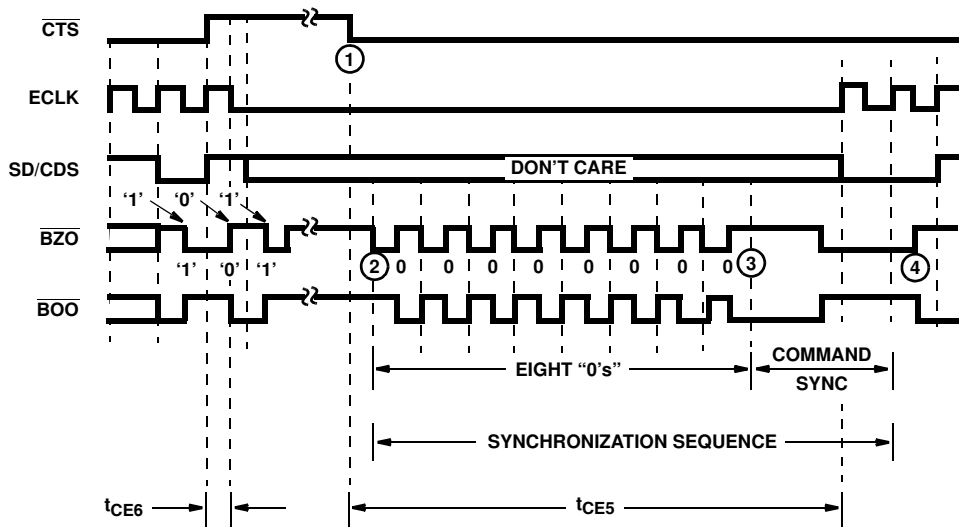 CTS
1
ECLK
SD/CDS
DON'T CARE
'1' '0' '1'
BZO
'1' '0' '1'
2 0 0 0 0 0 0 0 0 3
4
BOO
EIGHT "0's"
COMMAND
SYNC
SYNCHRONIZATION SEQUENCE
tCE6
tCE5